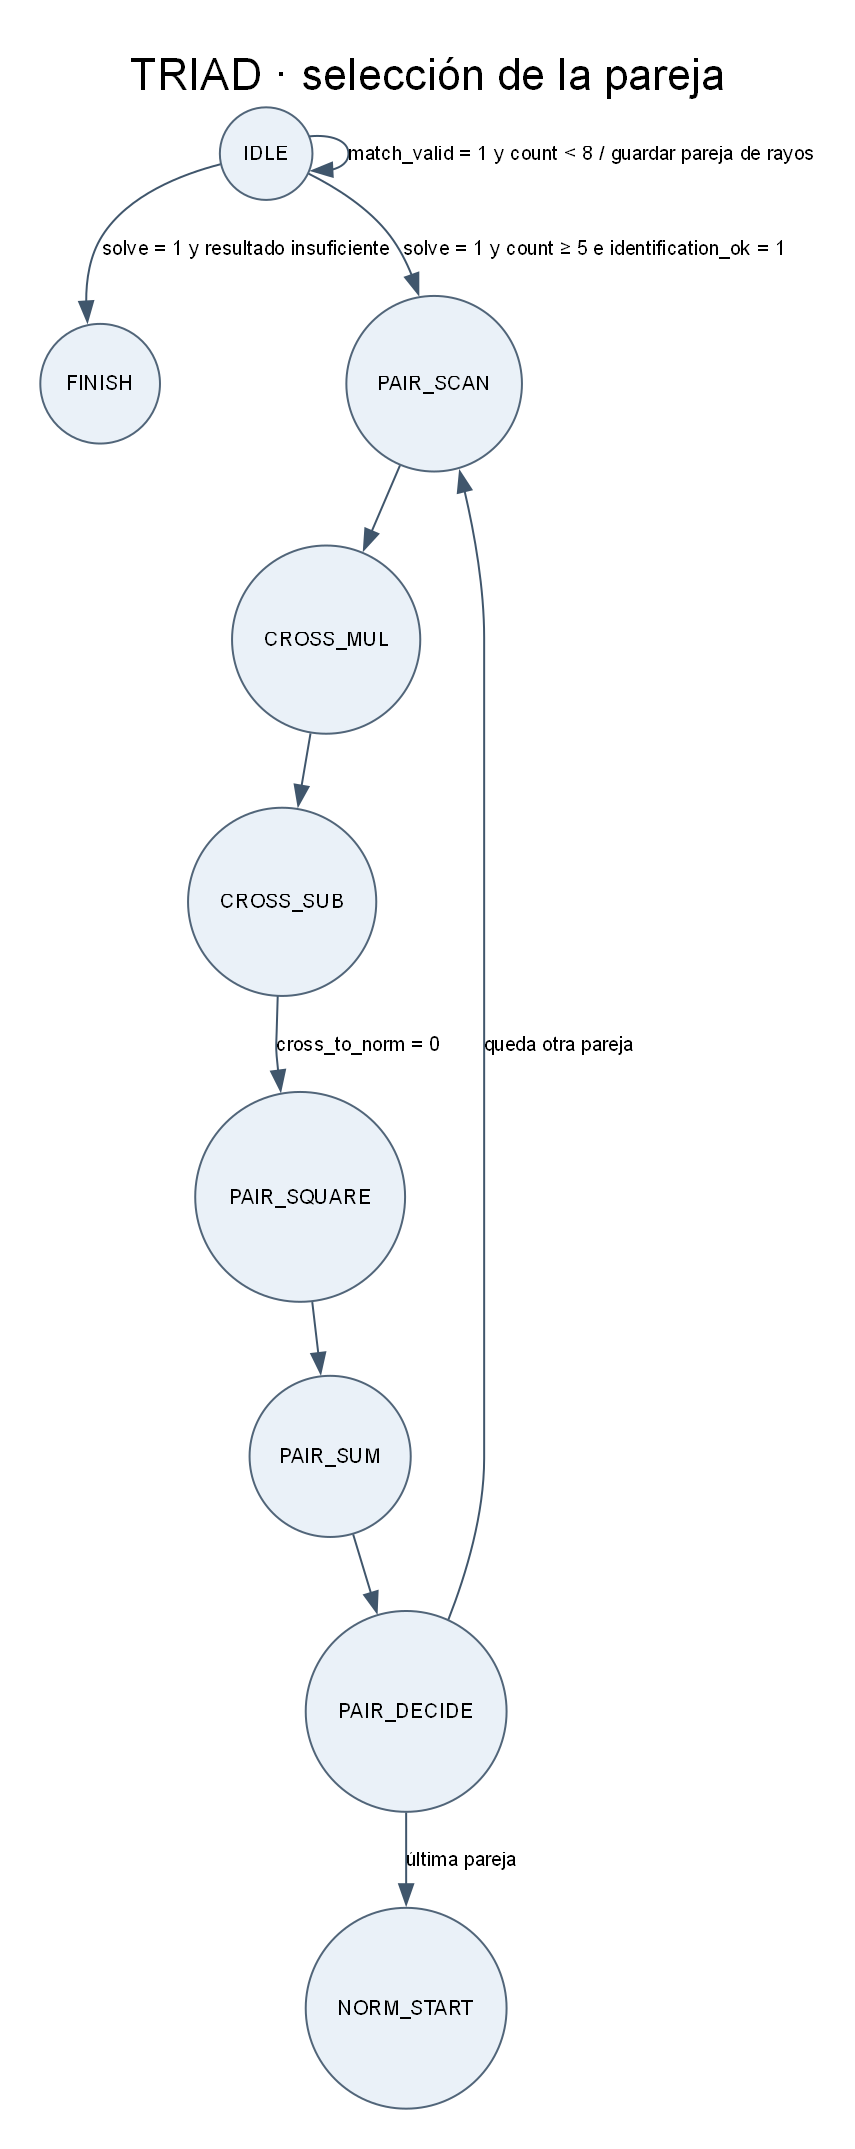 TRIAD · selección de la pareja
IDLE
match_valid = 1 y count < 8 / guardar pareja de rayos
solve = 1 y resultado insuficiente
solve = 1 y count ≥ 5 e identification_ok = 1
FINISH
PAIR_SCAN
CROSS_MUL
CROSS_SUB
cross_to_norm = 0
queda otra pareja
PAIR_SQUARE
PAIR_SUM
PAIR_DECIDE
última pareja
NORM_START